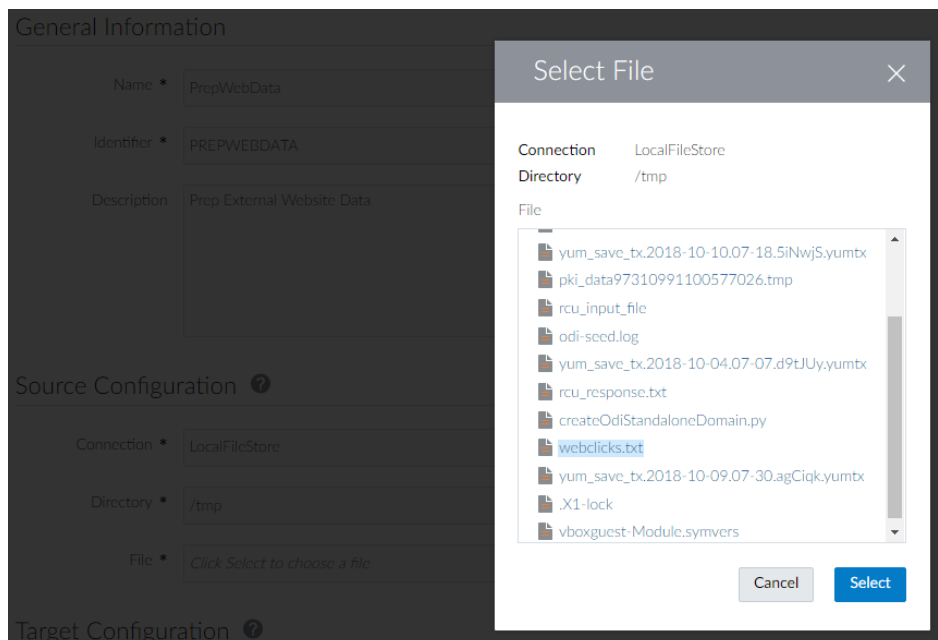 General Information
Name *
PrepWebData
Identifier *
PREPWEBDATA
Description
Prep External Website Data
Source Configuration ?
Connection *
LocalFileStore
Directory *
/tmp
File *
Click Select to choose a file
Target Configuration ?
Select File
Connection LocalFileStore
Directory /tmp
File
yum_save_tx.2018-10-10.07-18.5iNwjS.yumtx
pki_data97310991100577026.tmp
rcu_input_file
odi-seed.log
yum_save_tx.2018-10-04.07-07.d9tJUy.yumtx
rcu_response.txt
createOdiStandaloneDomain.py
webclicks.txt
yum_save_tx.2018-10-09.07-30.agCiqk.yumtx
.X1-lock
vboxguest-Module.symvers
Cancel Select